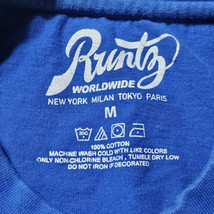 Runtz
WORLDWIDE
NEW YORK MILAN TOKYO PARIS
M
100% COTTON
MACHINE WASH COLD WITH LIKE COLORS
ONLY NON-CHLORINE BLEACH, TUMBLE DRY LOW
DO NOT IRON IF DECORATED